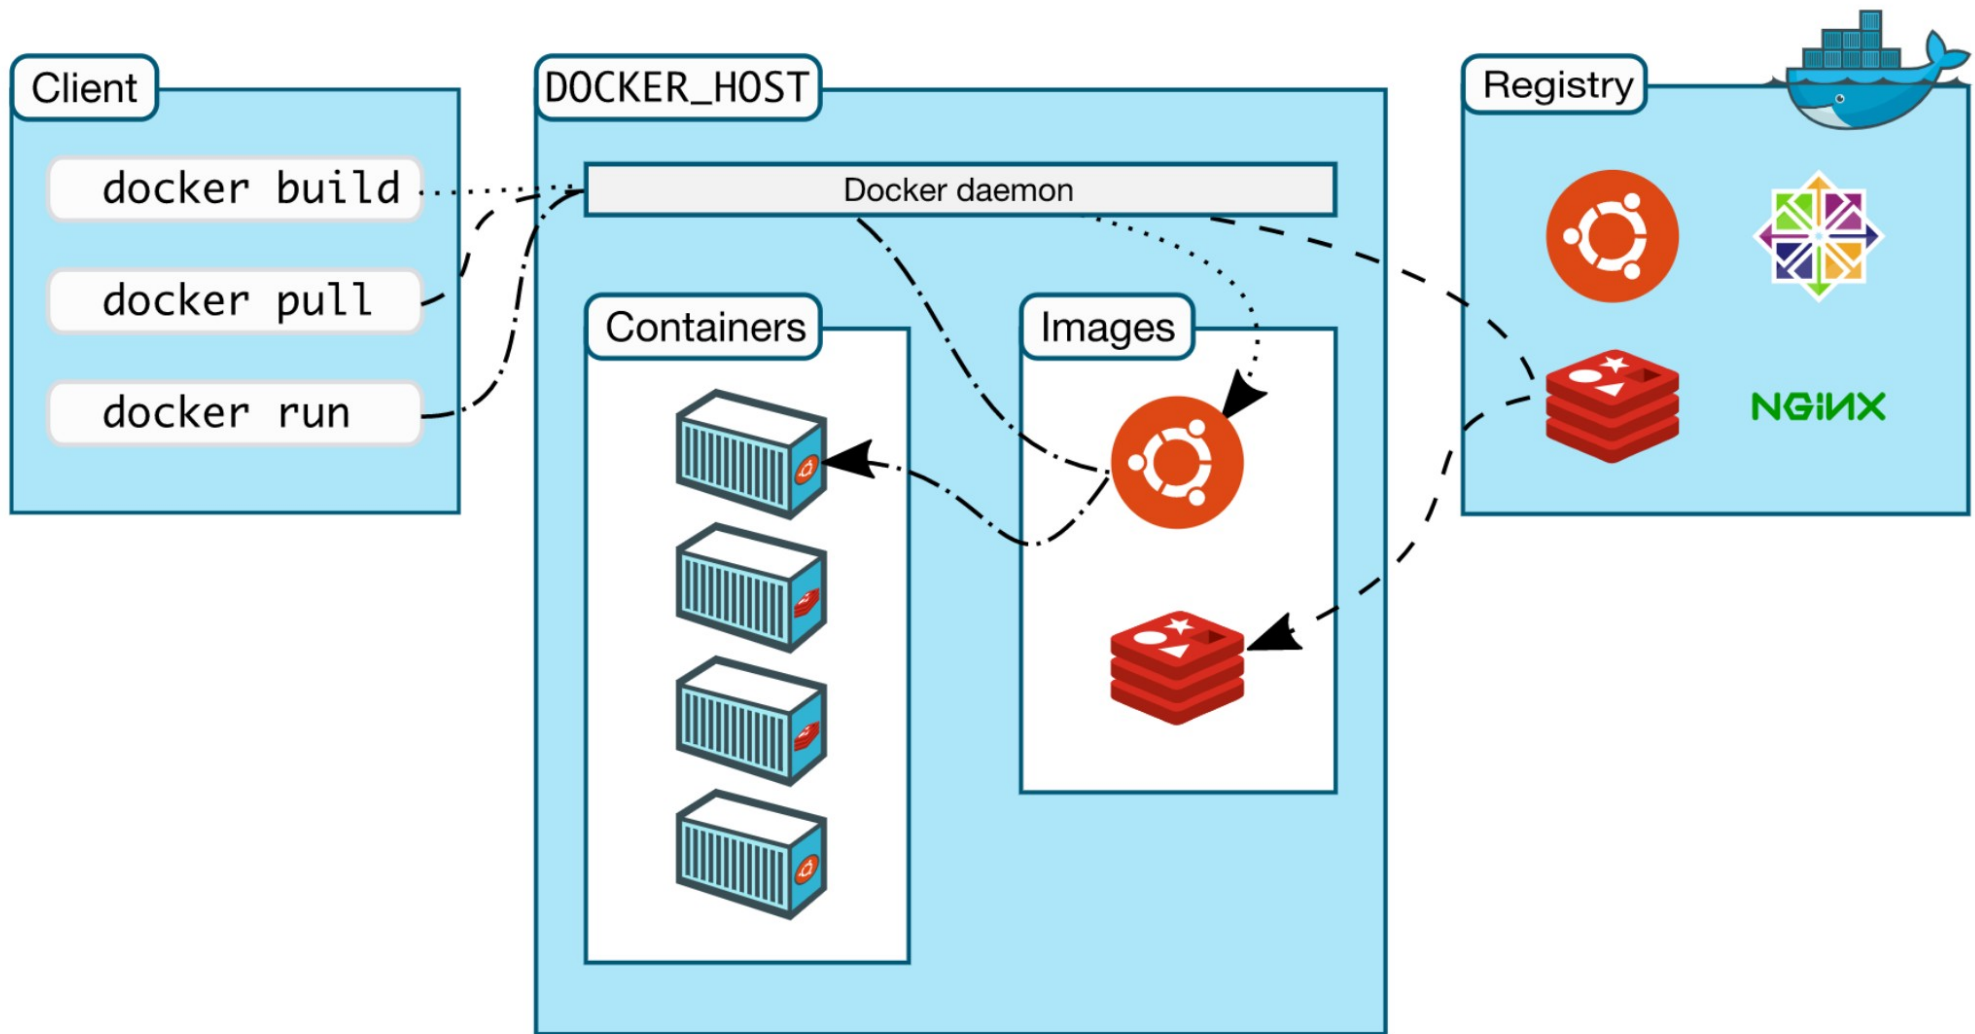 Client
docker build
docker pull
docker run
DOCKER_HOST
Docker daemon
Containers
Images
Registry
NGiNX